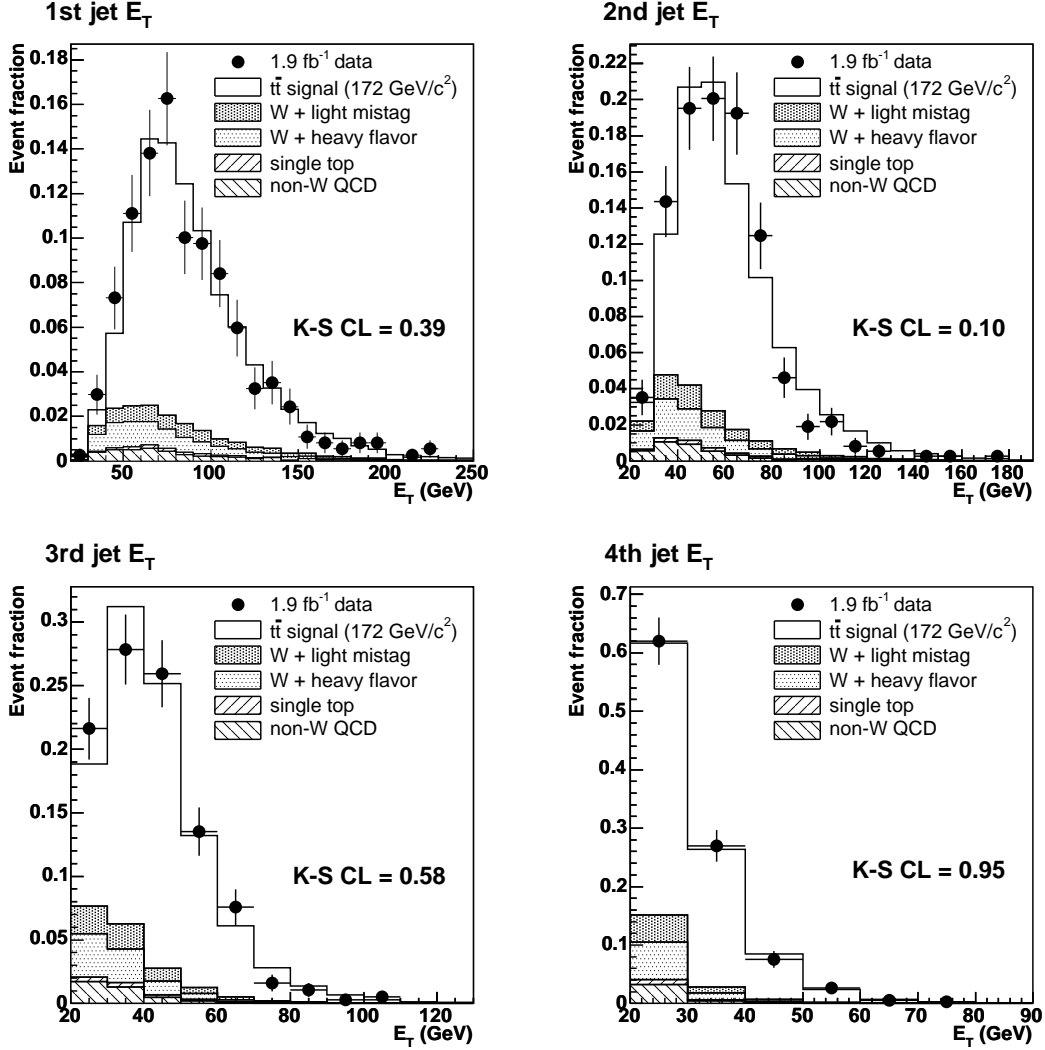 1st jet E_T
Event fraction
0.18
0.16
0.14
0.12
0.1
0.08
0.06
0.04
0.02
0
1.9 fb⁻¹ data
tt̄ signal (172 GeV/c²)
W + light mistag
W + heavy flavor
single top
non-W QCD
K-S CL = 0.39
50 100 150 200 250
E_T (GeV)
2nd jet E_T
Event fraction
0.22
0.2
0.18
0.16
0.14
0.12
0.1
0.08
0.06
0.04
0.02
0
1.9 fb⁻¹ data
tt̄ signal (172 GeV/c²)
W + light mistag
W + heavy flavor
single top
non-W QCD
K-S CL = 0.10
20 40 60 80 100 120 140 160 180
E_T (GeV)
3rd jet E_T
Event fraction
0.3
0.25
0.2
0.15
0.1
0.05
0
1.9 fb⁻¹ data
tt̄ signal (172 GeV/c²)
W + light mistag
W + heavy flavor
single top
non-W QCD
K-S CL = 0.58
20 40 60 80 100 120
E_T (GeV)
4th jet E_T
Event fraction
0.7
0.6
0.5
0.4
0.3
0.2
0.1
0
1.9 fb⁻¹ data
tt̄ signal (172 GeV/c²)
W + light mistag
W + heavy flavor
single top
non-W QCD
K-S CL = 0.95
20 30 40 50 60 70 80 90
E_T (GeV)